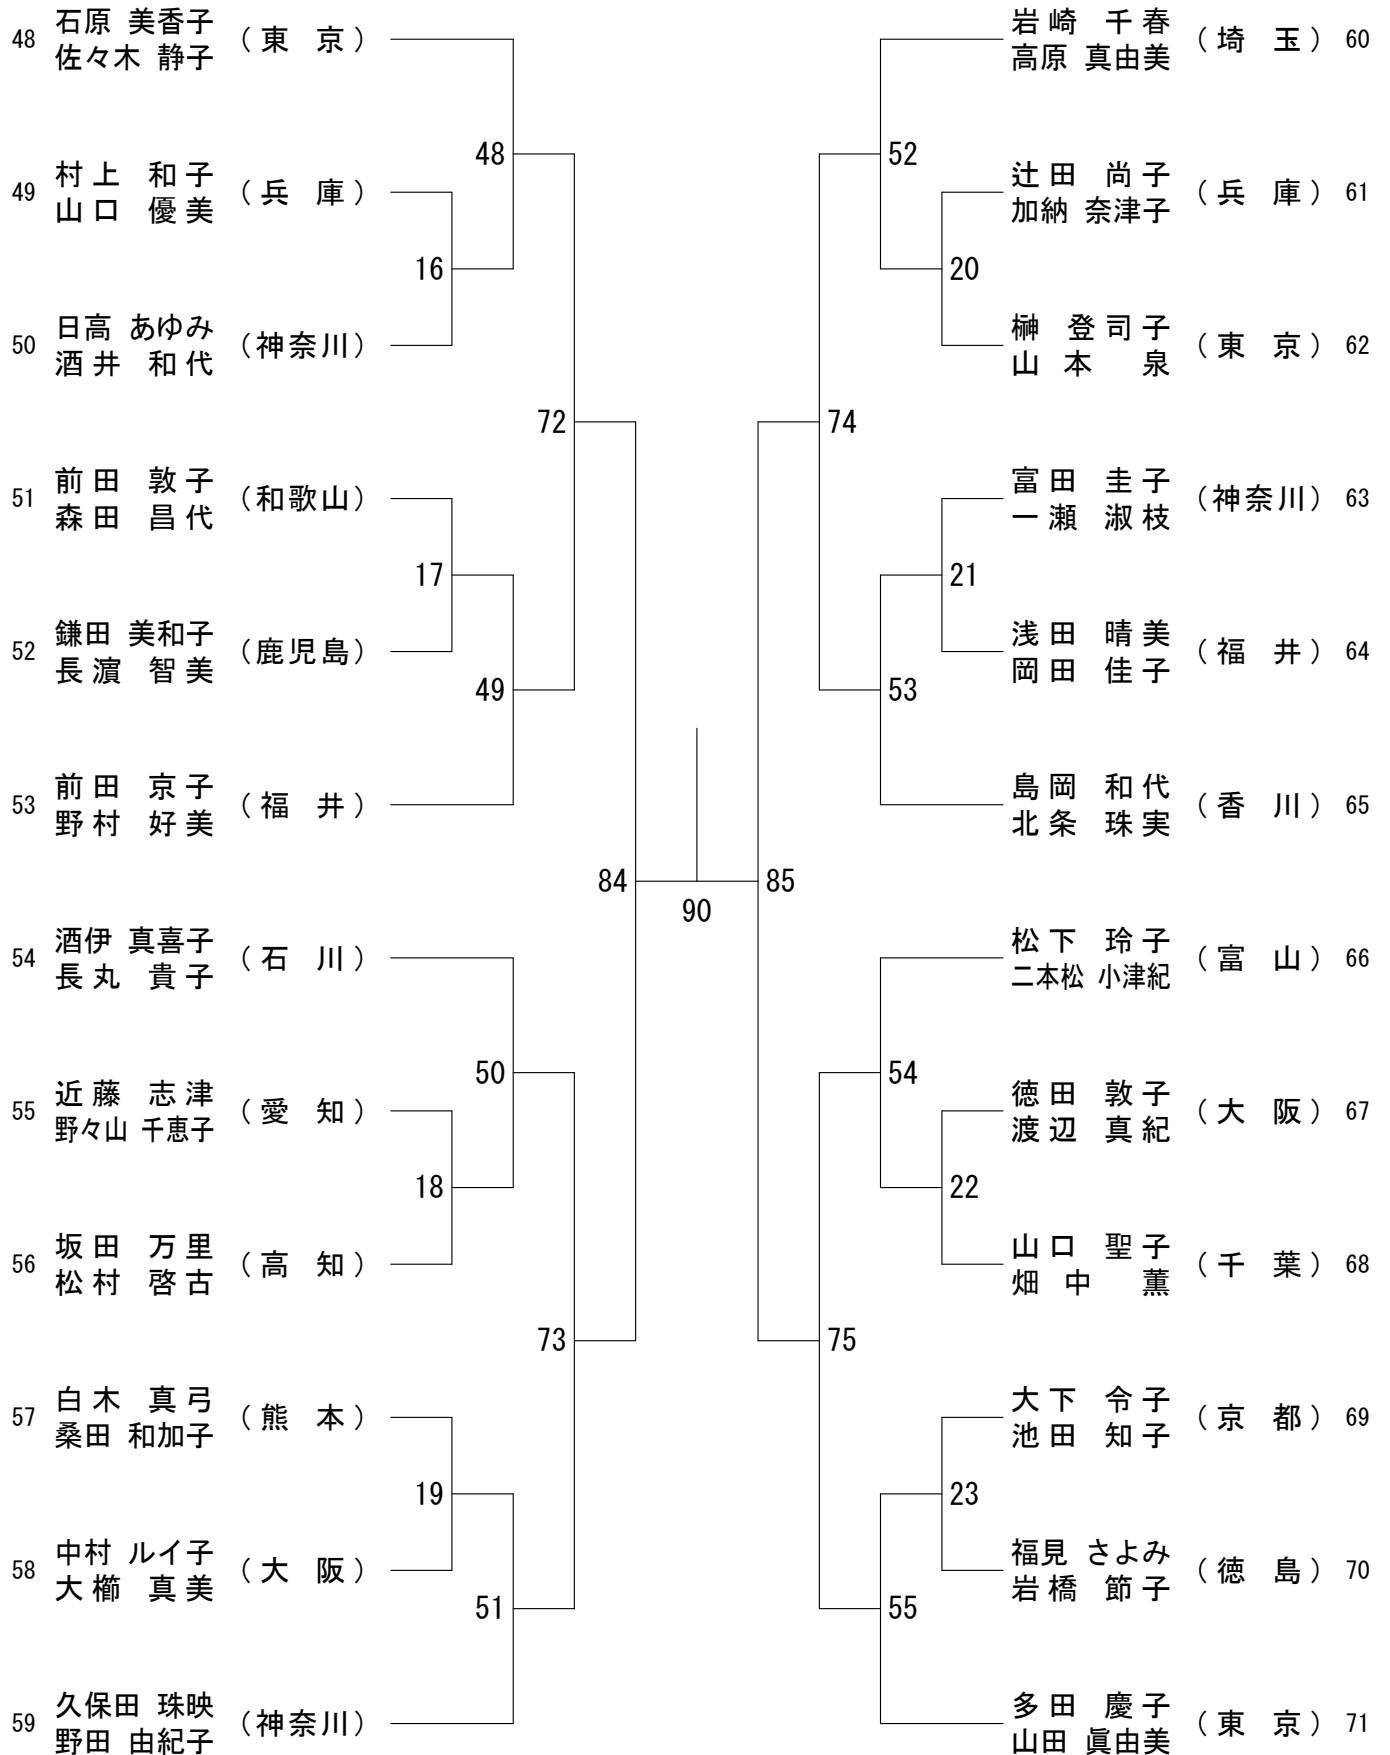 48 石原 美香子 (東 京)
佐々木 静子
49 村上 和子 (兵 庫)
山口 優美
50 日高 あゆみ (神奈川)
酒井 和代
51 前田 敦子 (和歌山)
森田 昌代
52 鎌田 美和子 (鹿児島)
長濵 智美
53 前田 京子 (福 井)
野村 好美
54 酒伊 真喜子 (石 川)
長丸 貴子
55 近藤 志津 (愛 知)
野々山 千恵子
56 坂田 万里 (高 知)
松村 啓古
57 白木 真弓 (熊 本)
桑田 和加子
58 中村 ルイ子 (大 阪)
大櫛 真美
59 久保田 珠映 (神奈川)
野田 由紀子
48
16
72
17
49
84
50
18
73
19
51
90
52
20
74
21
53
85
54
22
75
23
55
岩崎 千春 (埼 玉) 60
高原 真由美
辻田 尚子 (兵 庫) 61
加納 奈津子
榊 登司子 (東 京) 62
山本 泉
富田 圭子 (神奈川) 63
一瀬 淑枝
浅田 晴美 (福 井) 64
岡田 佳子
島岡 和代 (香 川) 65
北条 珠実
松下 玲子 (富 山) 66
二本松 小津紀
徳田 敦子 (大 阪) 67
渡辺 真紀
山口 聖子 (千 葉) 68
畑中 薫
大下 令子 (京 都) 69
池田 知子
福見 さよみ (徳 島) 70
岩橋 節子
多田 慶子 (東 京) 71
山田 眞由美